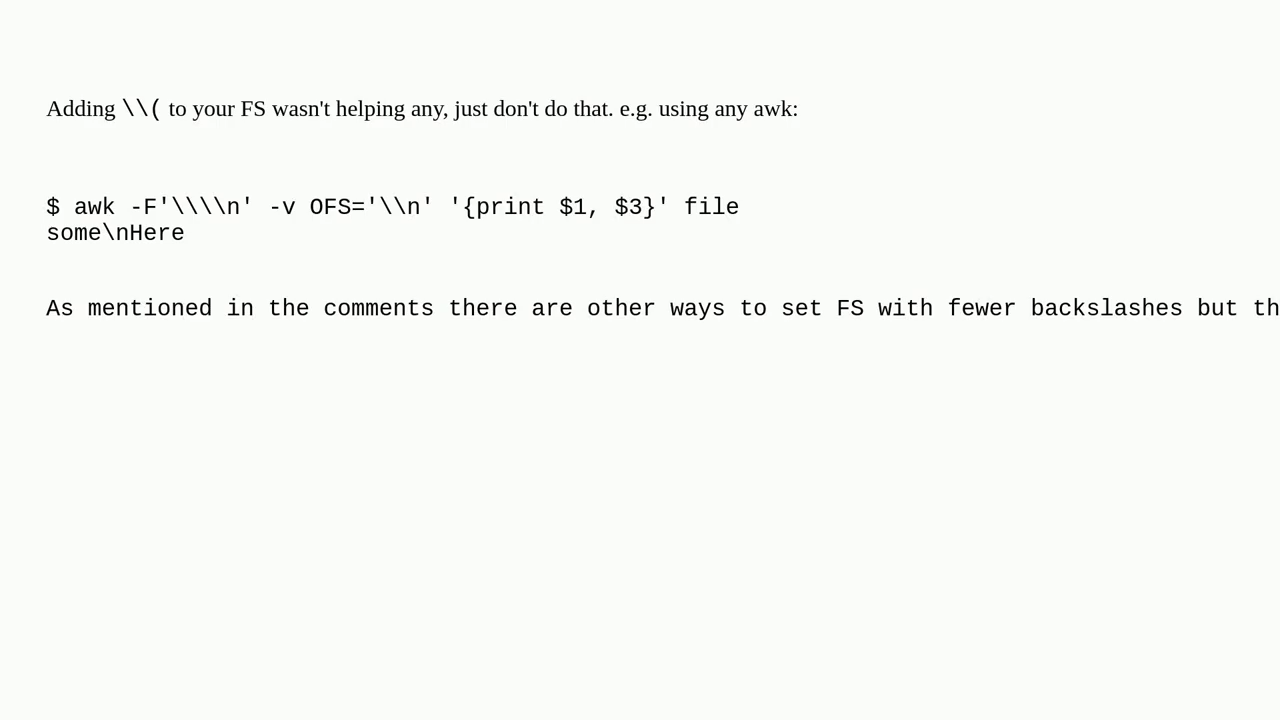 Adding \\( to your FS wasn't helping any, just don't do that. e.g. using any awk:
$ awk -F'\\\\n' -v OFS='\\n' '{print $1, $3}' file
some\nHere
As mentioned in the comments there are other ways to set FS with fewer backslashes but